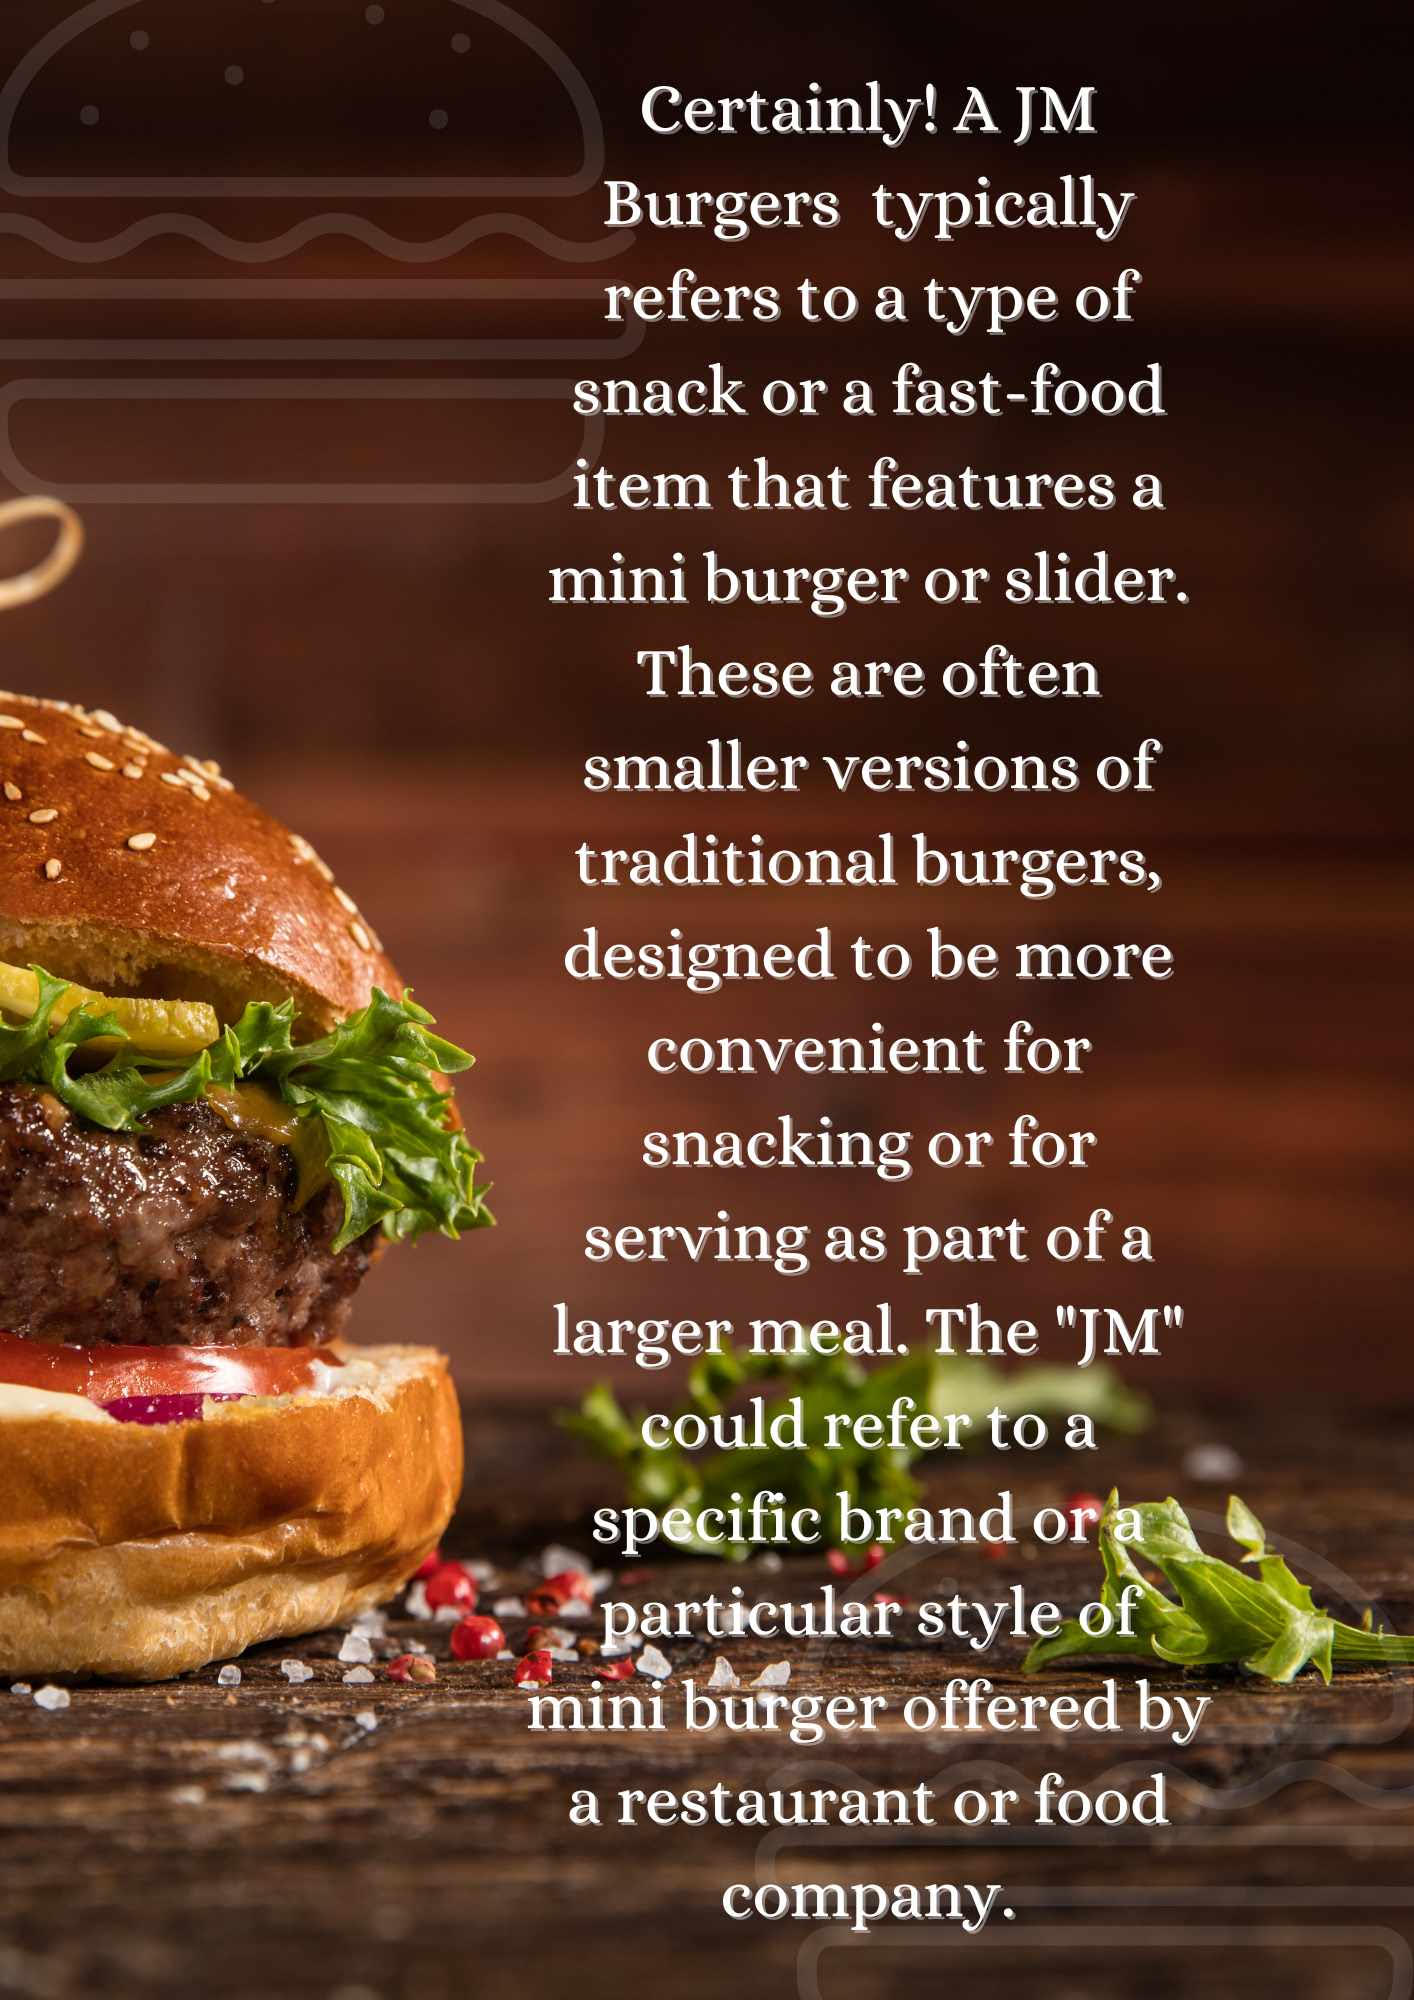 Certainly! A JM
Burgers  typically
refers to a type of
snack or a fast-food
item that features a
mini burger or slider.
These are often
smaller versions of
traditional burgers,
designed to be more
convenient for
snacking or for
serving as part of a
larger meal. The "JM"
could refer to a
specific brand or a
particular style of
mini burger offered by
a restaurant or food
company.